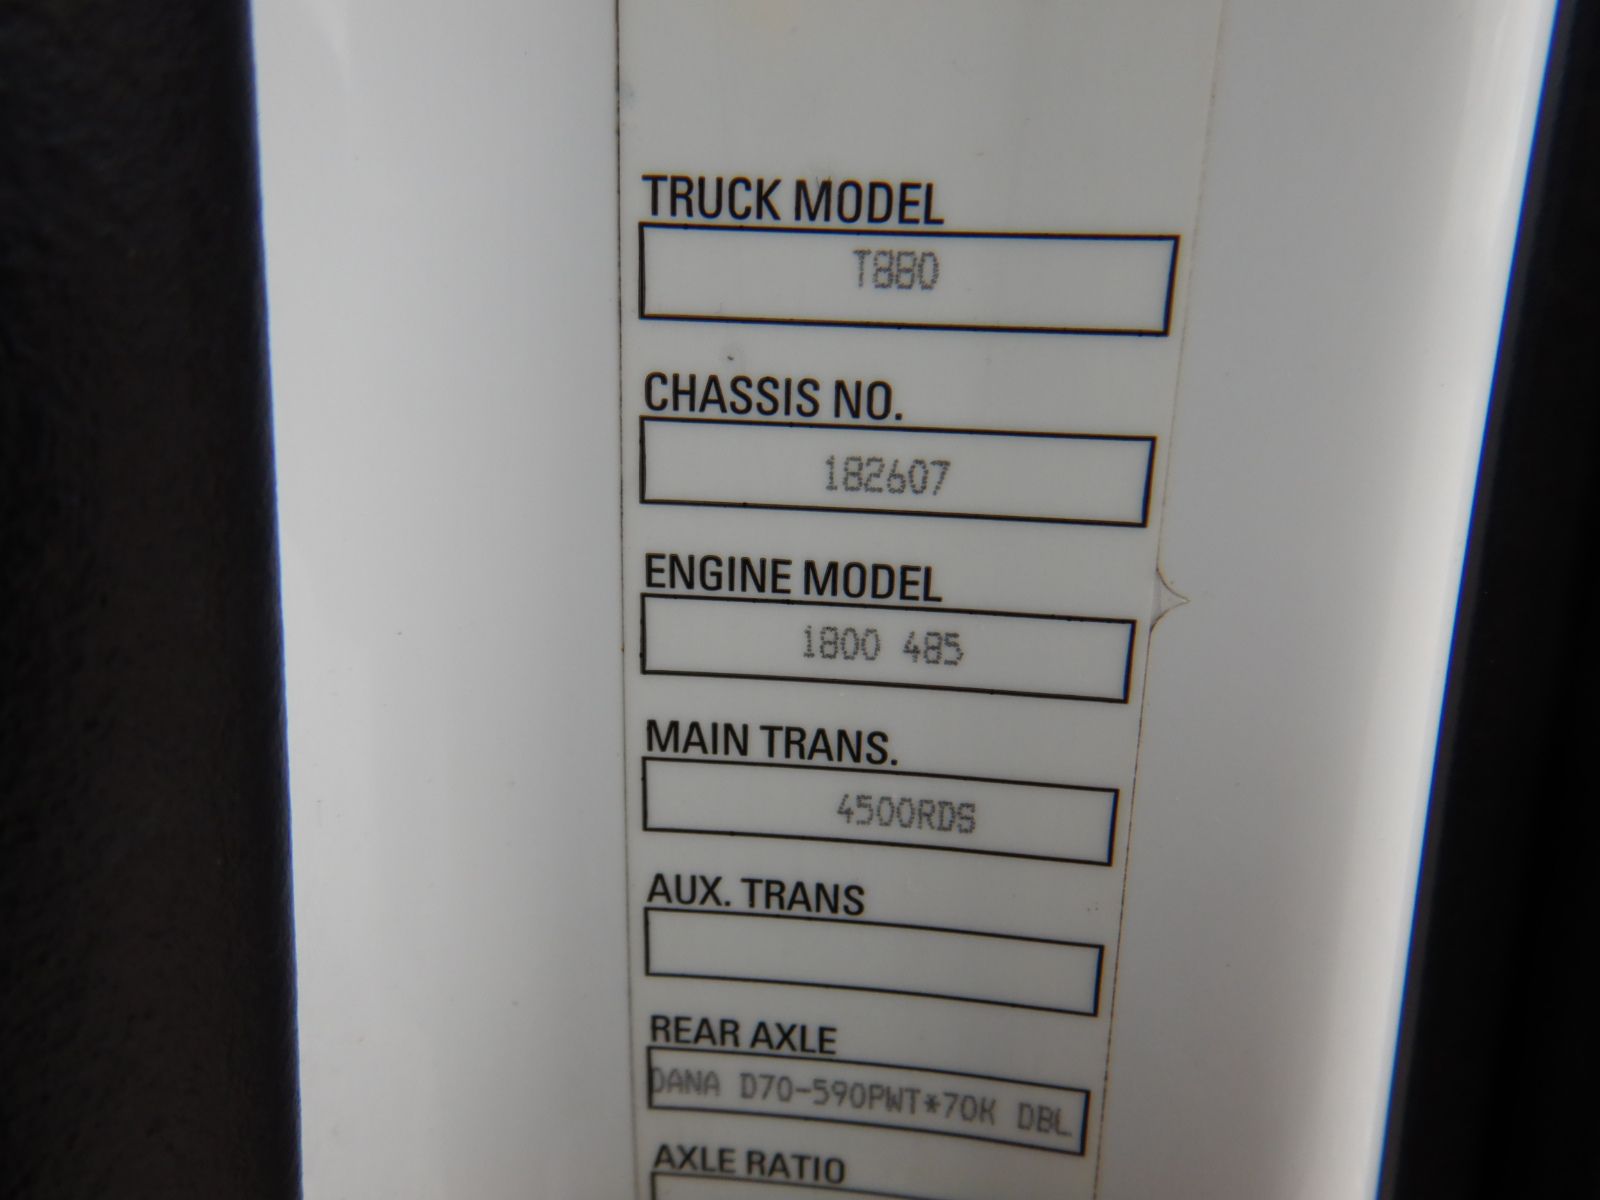 TRUCK MODEL
T880
CHASSIS NO.
182607
ENGINE MODEL
1800 485
MAIN TRANS.
4500RDS
AUX. TRANS
REAR AXLE
DANA D70-590PWT*70K DBL
AXLE RATIO